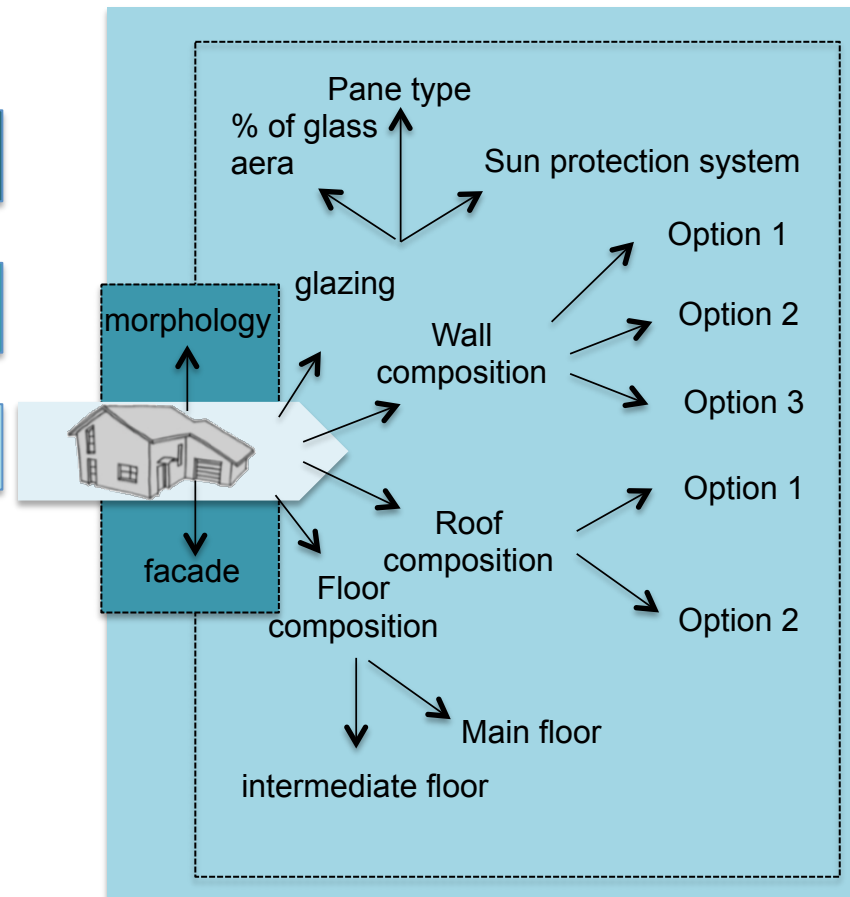 Pane type
% of glass
aera
Sun protection system
Option 1
glazing
morphology
Wall
composition
Option 2
Option 3
Option 1
Roof
composition
facade
Floor
composition
Option 2
Main floor
intermediate floor